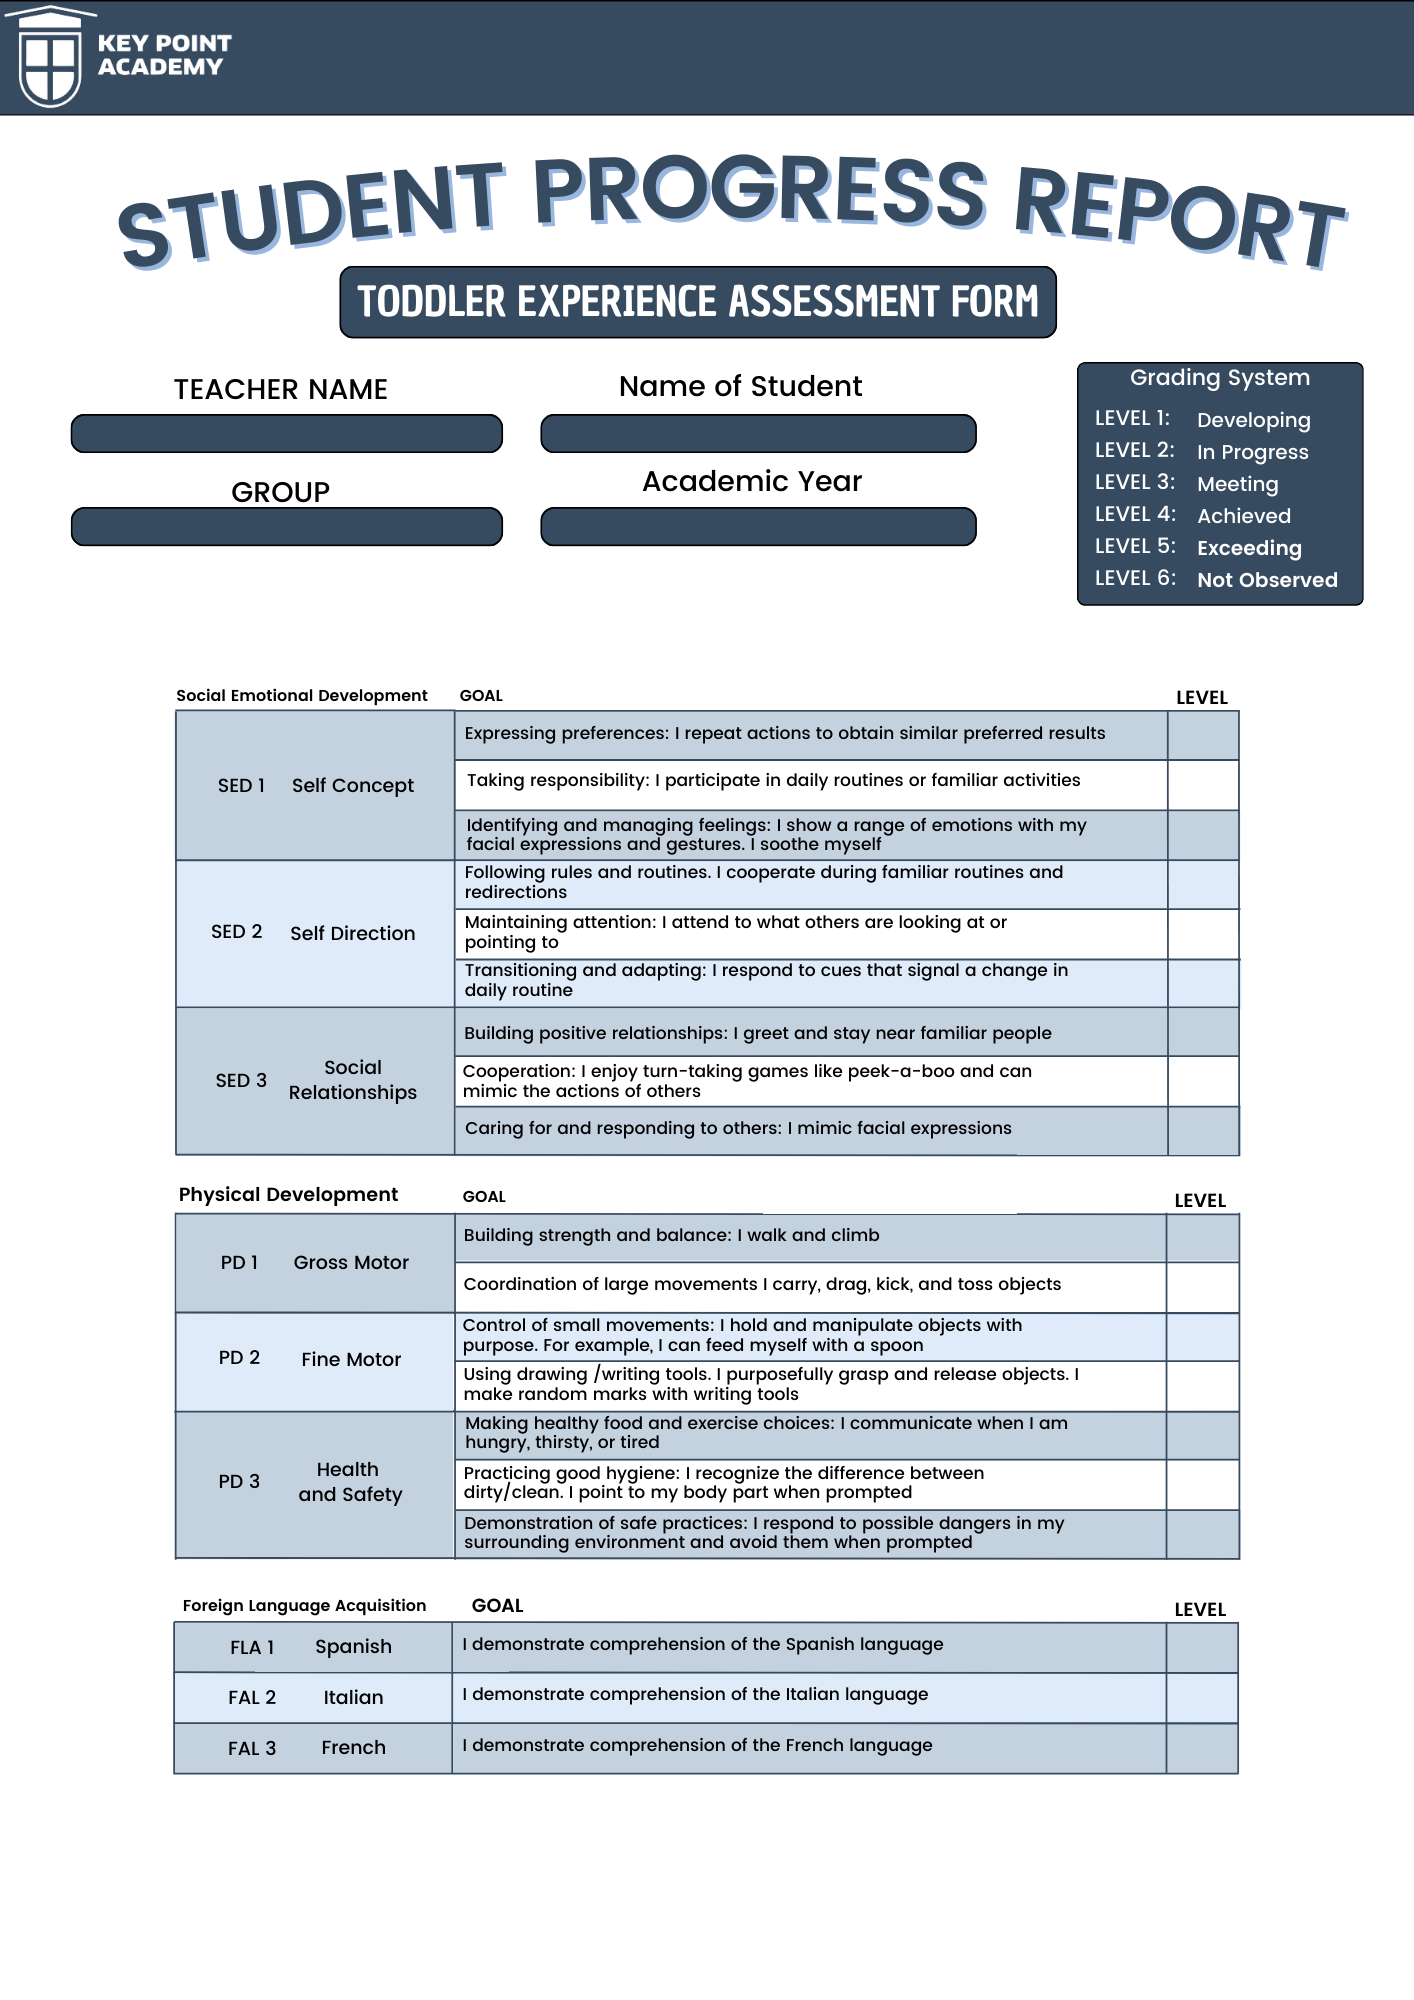 KEY POINT
ACADEMY
STUDENT PROGRESS REPORT
TODDLER EXPERIENCE ASSESSMENT FORM
TEACHER NAME
Name of Student
GROUP
Academic Year
Grading System
LEVEL 1: Developing
LEVEL 2: In Progress
LEVEL 3: Meeting
LEVEL 4: Achieved
LEVEL 5: Exceeding
LEVEL 6: Not Observed
Social Emotional Development GOAL LEVEL
SED 1 Self Concept
Expressing preferences: I repeat actions to obtain similar preferred results
Taking responsibility: I participate in daily routines or familiar activities
Identifying and managing feelings: I show a range of emotions with my
facial expressions and gestures. I soothe myself
SED 2 Self Direction
Following rules and routines. I cooperate during familiar routines and
redirections
Maintaining attention: I attend to what others are looking at or
pointing to
Transitioning and adapting: I respond to cues that signal a change in
daily routine
SED 3 Social
Relationships
Building positive relationships: I greet and stay near familiar people
Cooperation: I enjoy turn-taking games like peek-a-boo and can
mimic the actions of others
Caring for and responding to others: I mimic facial expressions
Physical Development GOAL LEVEL
PD 1 Gross Motor
Building strength and balance: I walk and climb
Coordination of large movements I carry, drag, kick, and toss objects
PD 2 Fine Motor
Control of small movements: I hold and manipulate objects with
purpose. For example, I can feed myself with a spoon
Using drawing /writing tools. I purposefully grasp and release objects. I
make random marks with writing tools
PD 3 Health
and Safety
Making healthy food and exercise choices: I communicate when I am
hungry, thirsty, or tired
Practicing good hygiene: I recognize the difference between
dirty/clean. I point to my body part when prompted
Demonstration of safe practices: I respond to possible dangers in my
surrounding environment and avoid them when prompted
Foreign Language Acquisition GOAL LEVEL
FLA 1 Spanish I demonstrate comprehension of the Spanish language
FAL 2 Italian I demonstrate comprehension of the Italian language
FAL 3 French I demonstrate comprehension of the French language